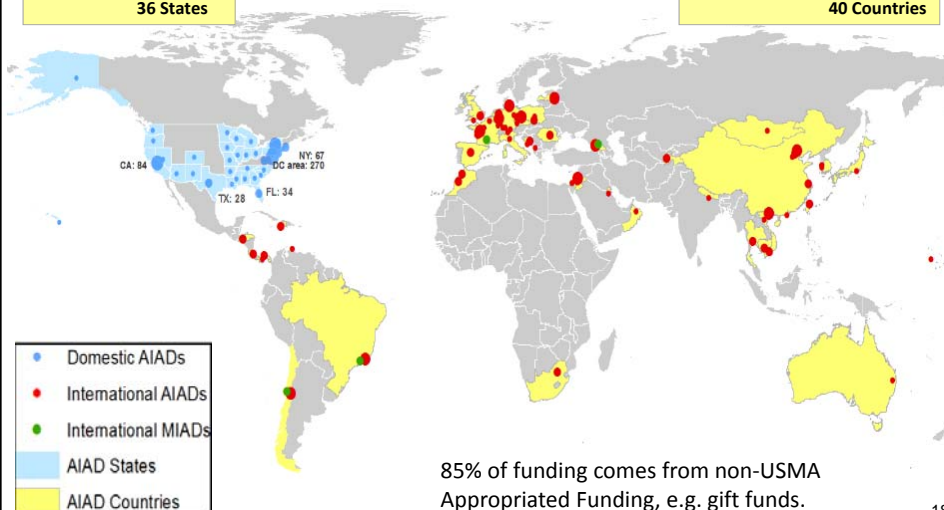 36 States
40 Countries
CA: 84
NY: 67
DC area: 270
TX: 28
FL: 34
Domestic AIADs
International AIADs
International MIADs
AIAD States
AIAD Countries
85% of funding comes from non-USMA
Appropriated Funding, e.g. gift funds.